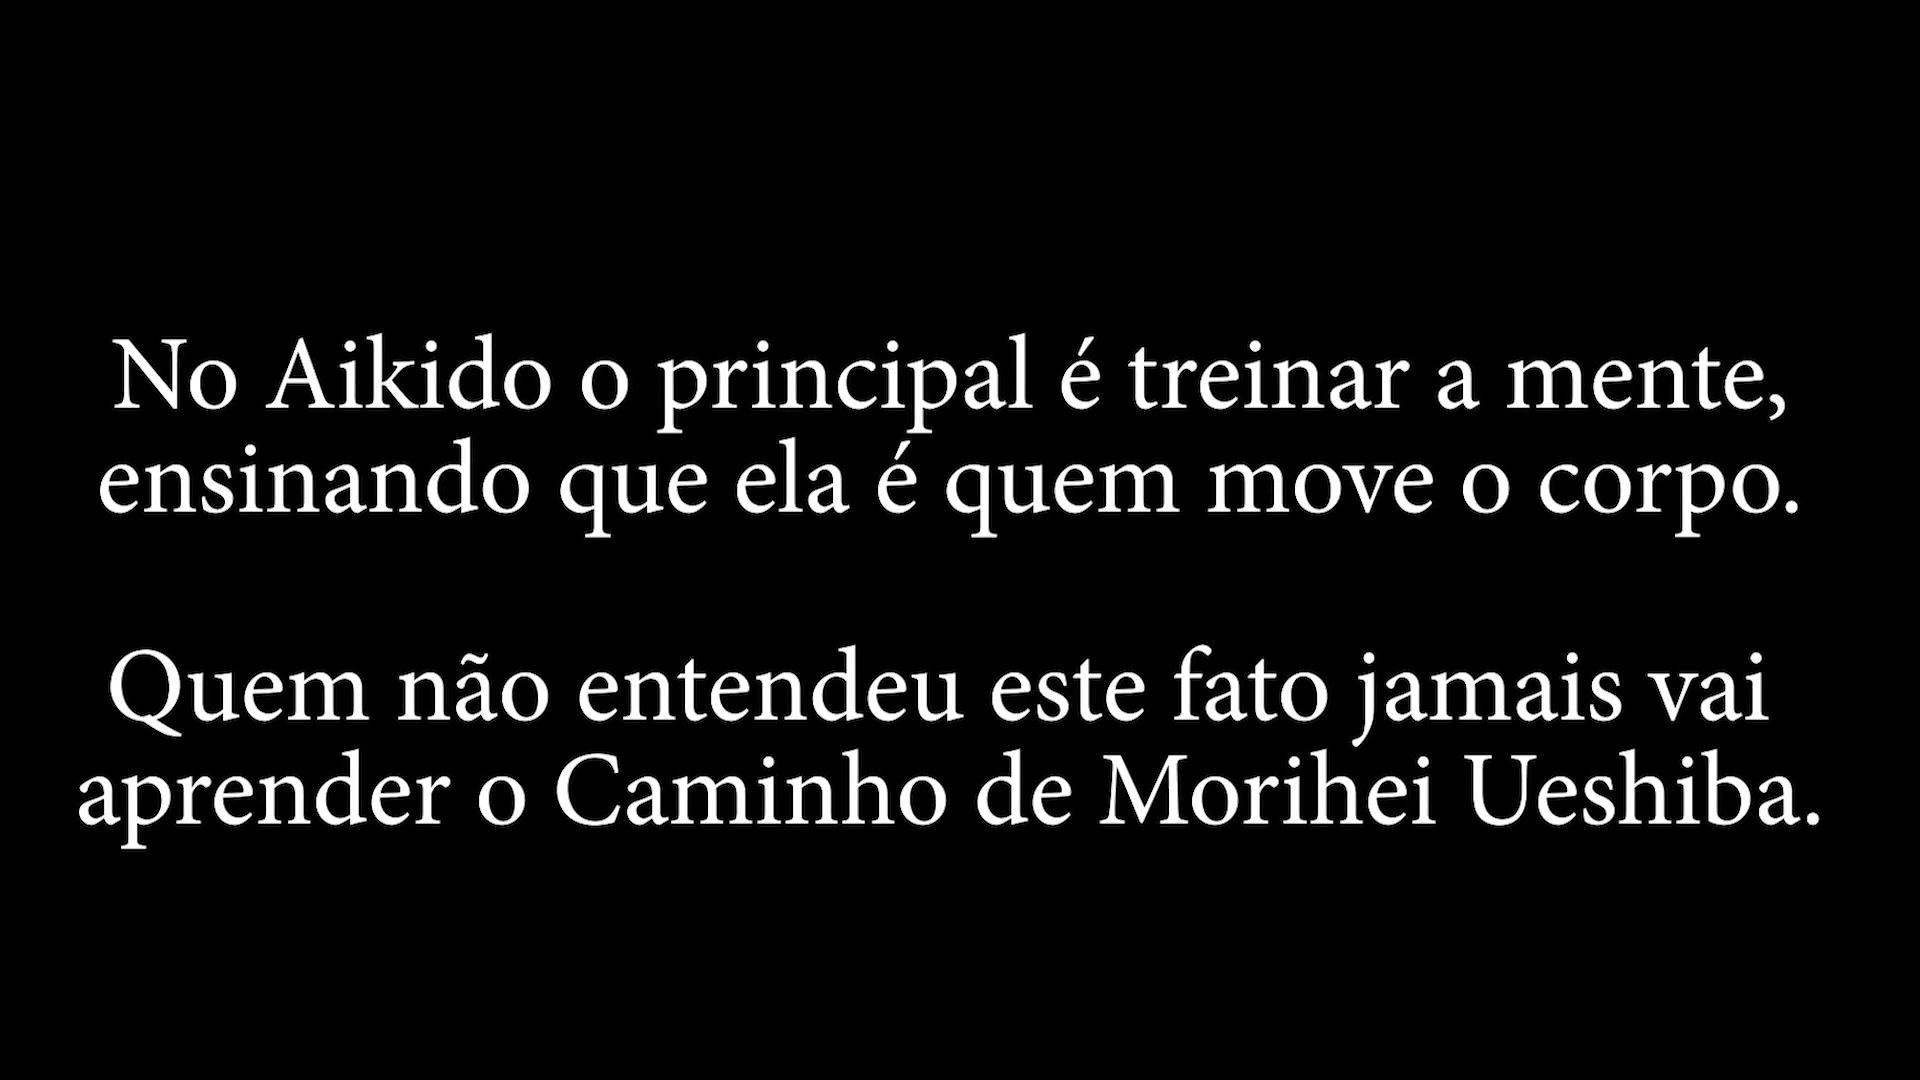 No Aikido o principal é treinar a mente,
ensinando que ela é quem move o corpo.
Quem não entendeu este fato jamais vai
aprender o Caminho de Morihei Ueshiba.